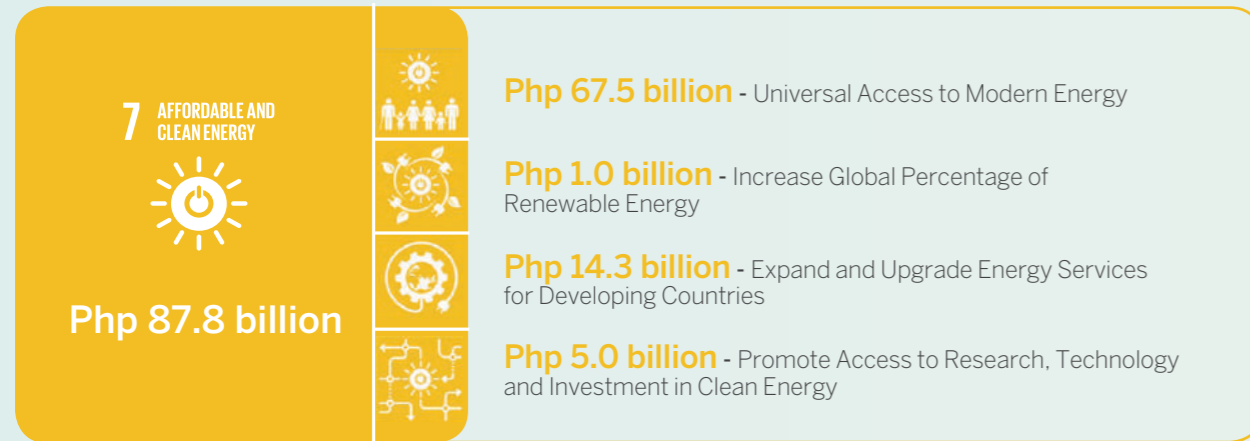 7 AFFORDABLE AND
CLEAN ENERGY
Php 87.8 billion
Php 67.5 billion - Universal Access to Modern Energy
Php 1.0 billion - Increase Global Percentage of
Renewable Energy
Php 14.3 billion - Expand and Upgrade Energy Services
for Developing Countries
Php 5.0 billion - Promote Access to Research, Technology
and Investment in Clean Energy